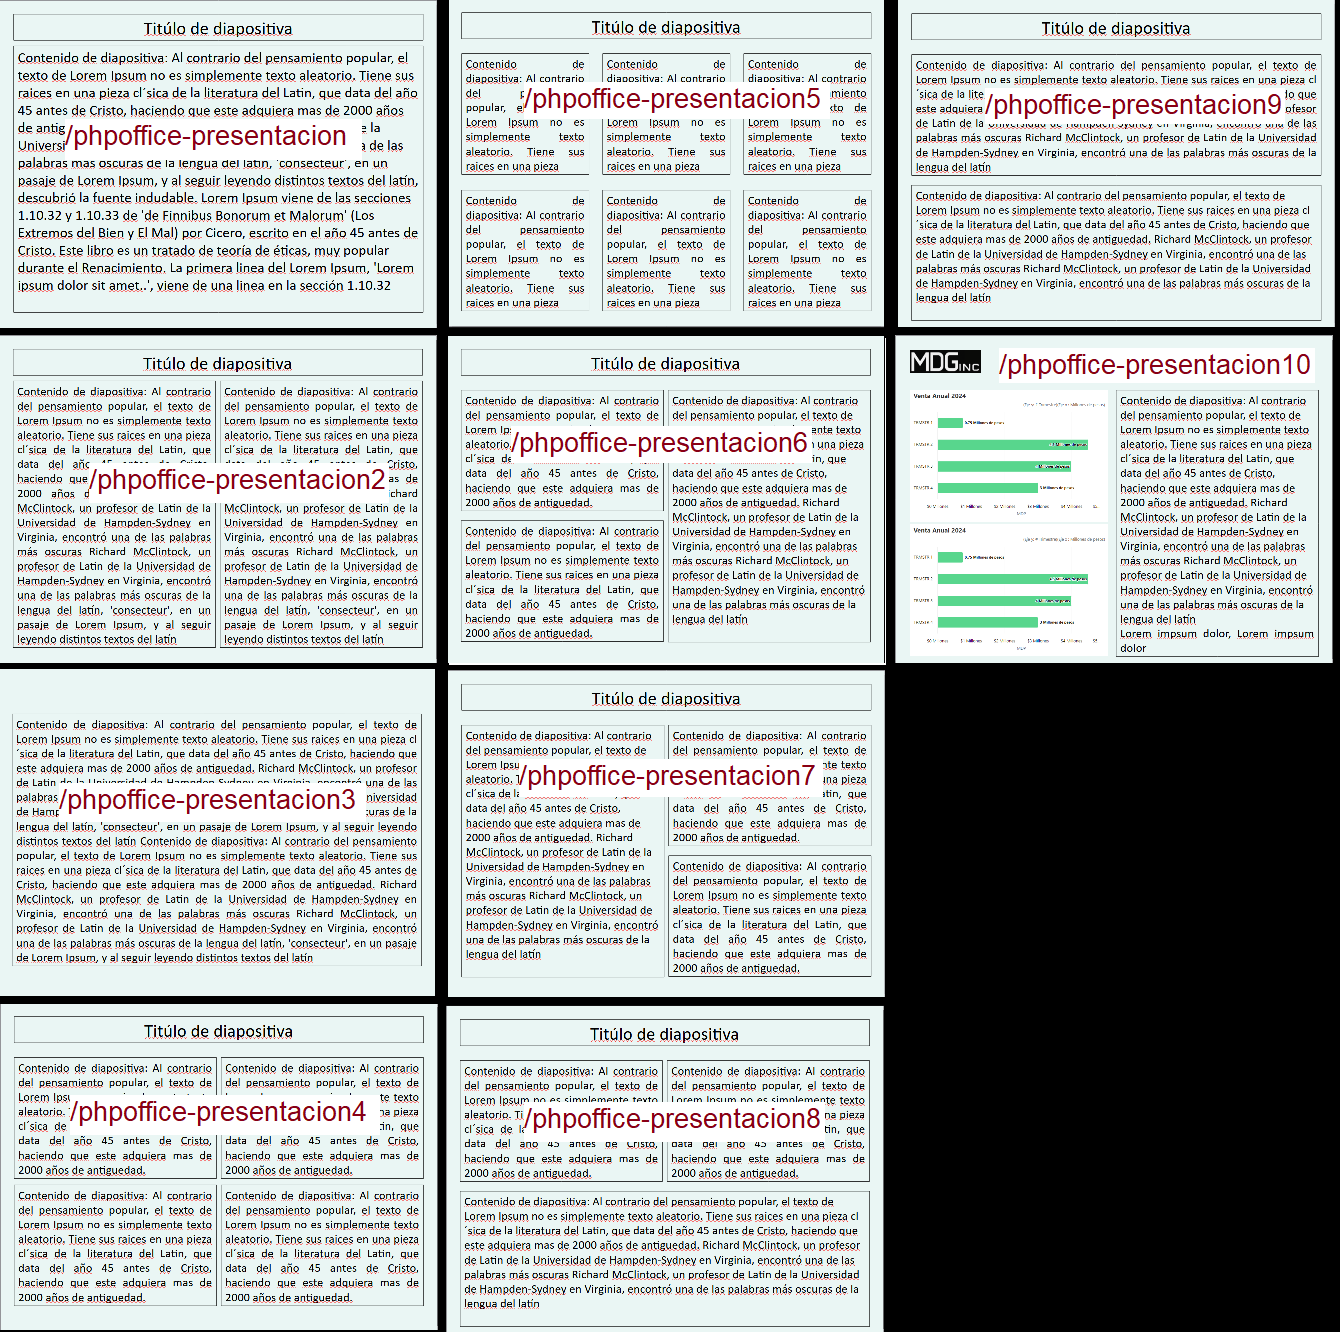 Titúlo de diapositiva
Contenido de diapositiva: Al contrario del pensamiento popular, el
texto de Lorem Ipsum no es simplemente texto aleatorio. Tiene sus
raices en una pieza cl´sica de la literatura del Latin, que data del año
45 antes de Cristo, haciendo que este adquiera mas de 2000 años
de antig
/phpoffice-presentacion
e la
Universi
a de las
palabras mas oscuras de la lengua del latin, 'consecteur', en un
pasaje de Lorem Ipsum, y al seguir leyendo distintos textos del latín,
descubrió la fuente indudable. Lorem Ipsum viene de las secciones
1.10.32 y 1.10.33 de 'de Finnibus Bonorum et Malorum' (Los
Extremos del Bien y El Mal) por Cicero, escrito en el año 45 antes de
Cristo. Este libro es un tratado de teoría de éticas, muy popular
durante el Renacimiento. La primera linea del Lorem Ipsum, 'Lorem
ipsum dolor sit amet..', viene de una linea en la sección 1.10.32
Titúlo de diapositiva
Contenido de
diapositiva: Al contrario
del
popular, e
Lorem Ipsum no es
simplemente texto
aleatorio. Tiene sus
raices en una pieza
Contenido de
diapositiva: Al contrario
/phpoffice-presentacion5
Lorem Ipsum no es
simplemente texto
aleatorio. Tiene sus
raices en una pieza
Contenido de
diapositiva: Al contrario
xto de
Lorem Ipsum no es
simplemente texto
aleatorio. Tiene sus
raices en una pieza
Contenido de
diapositiva: Al contrario
del pensamiento
popular, el texto de
Lorem Ipsum no es
simplemente texto
aleatorio. Tiene sus
raices en una pieza
Contenido de
diapositiva: Al contrario
del pensamiento
popular, el texto de
Lorem Ipsum no es
simplemente texto
aleatorio. Tiene sus
raices en una pieza
Contenido de
diapositiva: Al contrario
del pensamiento
popular, el texto de
Lorem Ipsum no es
simplemente texto
aleatorio. Tiene sus
raices en una pieza
Titúlo de diapositiva
Contenido de diapositiva: Al contrario del pensamiento popular, el texto de
Lorem Ipsum no es simplemente texto aleatorio. Tiene sus raices en una pieza cl
´sica de la lite
este adquiera m
/phpoffice-presentacion9
ofesor
de Latin de la Universidad de Hampden-Sydney en Virginia, encontró una de las
palabras más oscuras Richard McClintock, un profesor de Latin de la Universidad
de Hampden-Sydney en Virginia, encontró una de las palabras más oscuras de la
lengua del latín
Contenido de diapositiva: Al contrario del pensamiento popular, el texto de
Lorem Ipsum no es simplemente texto aleatorio. Tiene sus raices en una pieza cl
´sica de la literatura del Latin, que data del año 45 antes de Cristo, haciendo que
este adquiera mas de 2000 años de antiguedad. Richard McClintock, un profesor
de Latin de la Universidad de Hampden-Sydney en Virginia, encontró una de las
palabras más oscuras Richard McClintock, un profesor de Latin de la Universidad
de Hampden-Sydney en Virginia, encontró una de las palabras más oscuras de la
lengua del latín
Titúlo de diapositiva
Contenido de diapositiva: Al contrario
del pensamiento popular, el texto de
Lorem Ipsum no es simplemente texto
aleatorio. Tiene sus raices en una pieza
cl´sica de la literatura del Latin, que
data del año 45 antes de Cristo,
haciendo que
2000 años d
McClintock, un profesor de Latin de la
Universidad de Hampden-Sydney en
Virginia, encontró una de las palabras
más oscuras Richard McClintock, un
profesor de Latin de la Universidad de
Hampden-Sydney en Virginia, encontró
una de las palabras más oscuras de la
lengua del latín, 'consecteur', en un
pasaje de Lorem Ipsum, y al seguir
leyendo distintos textos del latín
/phpoffice-presentacion2
Contenido de diapositiva: Al contrario
del pensamiento popular, el texto de
Lorem Ipsum no es simplemente texto
aleatorio. Tiene sus raices en una pieza
cl´sica de la literatura del Latin, que
data del año 45 antes de Cristo,
mas de
ichard
McClintock, un profesor de Latin de la
Universidad de Hampden-Sydney en
Virginia, encontró una de las palabras
más oscuras Richard McClintock, un
profesor de Latin de la Universidad de
Hampden-Sydney en Virginia, encontró
una de las palabras más oscuras de la
lengua del latín, 'consecteur', en un
pasaje de Lorem Ipsum, y al seguir
leyendo distintos textos del latín
Titúlo de diapositiva
Contenido de diapositiva: Al contrario
del pensamiento popular, el texto de
Lorem Ipsum
aleatorio.
cl´sica de
data del año 45 antes de Cristo,
haciendo que este adquiera mas de
2000 años de antiguedad.
/phpoffice-presentacion6
Contenido de diapositiva: Al contrario
del pensamiento popular, el texto de
texto
pieza
in, que
data del año 45 antes de Cristo,
haciendo que este adquiera mas de
2000 años de antiguedad. Richard
McClintock, un profesor de Latin de la
Universidad de Hampden-Sydney en
Virginia, encontró una de las palabras
más oscuras Richard McClintock, un
profesor de Latin de la Universidad de
Hampden-Sydney en Virginia, encontró
una de las palabras más oscuras de la
lengua del latín
Contenido de diapositiva: Al contrario
del pensamiento popular, el texto de
Lorem Ipsum no es simplemente texto
aleatorio. Tiene sus raices en una pieza
cl´sica de la literatura del Latin, que
data del año 45 antes de Cristo,
haciendo que este adquiera mas de
2000 años de antiguedad.
MDG INC
/phpoffice-presentacion10
Venta Anual 2024
0.75 Millones de pesos
3 Millones de pesos
Venta Anual 2024
0.75 Millones de pesos
3 Millones de pesos
Contenido de diapositiva: Al contrario
del pensamiento popular, el texto de
Lorem Ipsum no es simplemente texto
aleatorio. Tiene sus raices en una pieza
cl´sica de la literatura del Latin, que
data del año 45 antes de Cristo,
haciendo que este adquiera mas de
2000 años de antiguedad. Richard
McClintock, un profesor de Latin de la
Universidad de Hampden-Sydney en
Virginia, encontró una de las palabras
más oscuras Richard McClintock, un
profesor de Latin de la Universidad de
Hampden-Sydney en Virginia, encontró
una de las palabras más oscuras de la
lengua del latín
Lorem impsum dolor, Lorem impsum
dolor
Contenido de diapositiva: Al contrario del pensamiento popular, el texto de
Lorem Ipsum no es simplemente texto aleatorio. Tiene sus raices en una pieza cl
´sica de la literatura del Latin, que data del año 45 antes de Cristo, haciendo que
este adquiera mas de 2000 años de antiguedad. Richard McClintock, un profesor
de Latin de la Universidad de Hampden-Sydney en Virginia, encontró una de las
palabras
niversidad
de Hamp
/phpoffice-presentacion3
curas de la
lengua del latín, 'consecteur', en un pasaje de Lorem Ipsum, y al seguir leyendo
distintos textos del latín Contenido de diapositiva: Al contrario del pensamiento
popular, el texto de Lorem Ipsum no es simplemente texto aleatorio. Tiene sus
raices en una pieza cl´sica de la literatura del Latin, que data del año 45 antes de
Cristo, haciendo que este adquiera mas de 2000 años de antiguedad. Richard
McClintock, un profesor de Latin de la Universidad de Hampden-Sydney en
Virginia, encontró una de las palabras más oscuras Richard McClintock, un
profesor de Latin de la Universidad de Hampden-Sydney en Virginia, encontró
una de las palabras más oscuras de la lengua del latín, 'consecteur', en un pasaje
de Lorem Ipsum, y al seguir leyendo distintos textos del latín
Titúlo de diapositiva
Contenido de diapositiva: Al contrario
del pensamiento popular, el texto de
Lorem Ipsu
aleatorio. T
cl´sica de la
data del año 45 antes de Cristo,
haciendo que este adquiera mas de
2000 años de antiguedad. Richard
McClintock, un profesor de Latin de la
Universidad de Hampden-Sydney en
Virginia, encontró una de las palabras
más oscuras Richard McClintock, un
profesor de Latin de la Universidad de
Hampden-Sydney en Virginia, encontró
una de las palabras más oscuras de la
lengua del latín
/phpoffice-presentacion7
Contenido de diapositiva: Al contrario
del pensamiento popular, el texto de
texto
na pieza
atin, que
data del año 45 antes de Cristo,
haciendo que este adquiera mas de
2000 años de antiguedad.
Contenido de diapositiva: Al contrario
del pensamiento popular, el texto de
Lorem Ipsum no es simplemente texto
aleatorio. Tiene sus raices en una pieza
cl´sica de la literatura del Latin, que
data del año 45 antes de Cristo,
haciendo que este adquiera mas de
2000 años de antiguedad.
Titúlo de diapositiva
Contenido de diapositiva: Al contrario
del pensamiento popular, el texto de
Lorem
aleatorio.
cl´sica de
data del año 45 antes de Cristo,
haciendo que este adquiera mas de
2000 años de antiguedad.
/phpoffice-presentacion4
Contenido de diapositiva: Al contrario
del pensamiento popular, el texto de
texto
a pieza
tin, que
data del año 45 antes de Cristo,
haciendo que este adquiera mas de
2000 años de antiguedad.
Contenido de diapositiva: Al contrario
del pensamiento popular, el texto de
Lorem Ipsum no es simplemente texto
aleatorio. Tiene sus raices en una pieza
cl´sica de la literatura del Latin, que
data del año 45 antes de Cristo,
haciendo que este adquiera mas de
2000 años de antiguedad.
Contenido de diapositiva: Al contrario
del pensamiento popular, el texto de
Lorem Ipsum no es simplemente texto
aleatorio. Tiene sus raices en una pieza
cl´sica de la literatura del Latin, que
data del año 45 antes de Cristo,
haciendo que este adquiera mas de
2000 años de antiguedad.
Titúlo de diapositiva
Contenido de diapositiva: Al contrario
del pensamiento popular, el texto de
Lorem Ipsum no es simplemente texto
aleatorio. Ti
cl´sica de la
data del año 45 antes de Cristo,
haciendo que este adquiera mas de
2000 años de antiguedad.
/phpoffice-presentacion8
Contenido de diapositiva: Al contrario
del pensamiento popular, el texto de
Lorem Ipsum no es simplemente texto
na pieza
tin, que
data del año 45 antes de Cristo,
haciendo que este adquiera mas de
2000 años de antiguedad.
Contenido de diapositiva: Al contrario del pensamiento popular, el texto de
Lorem Ipsum no es simplemente texto aleatorio. Tiene sus raices en una pieza cl
´sica de la literatura del Latin, que data del año 45 antes de Cristo, haciendo que
este adquiera mas de 2000 años de antiguedad. Richard McClintock, un profesor
de Latin de la Universidad de Hampden-Sydney en Virginia, encontró una de las
palabras más oscuras Richard McClintock, un profesor de Latin de la Universidad
de Hampden-Sydney en Virginia, encontró una de las palabras más oscuras de la
lengua del latín